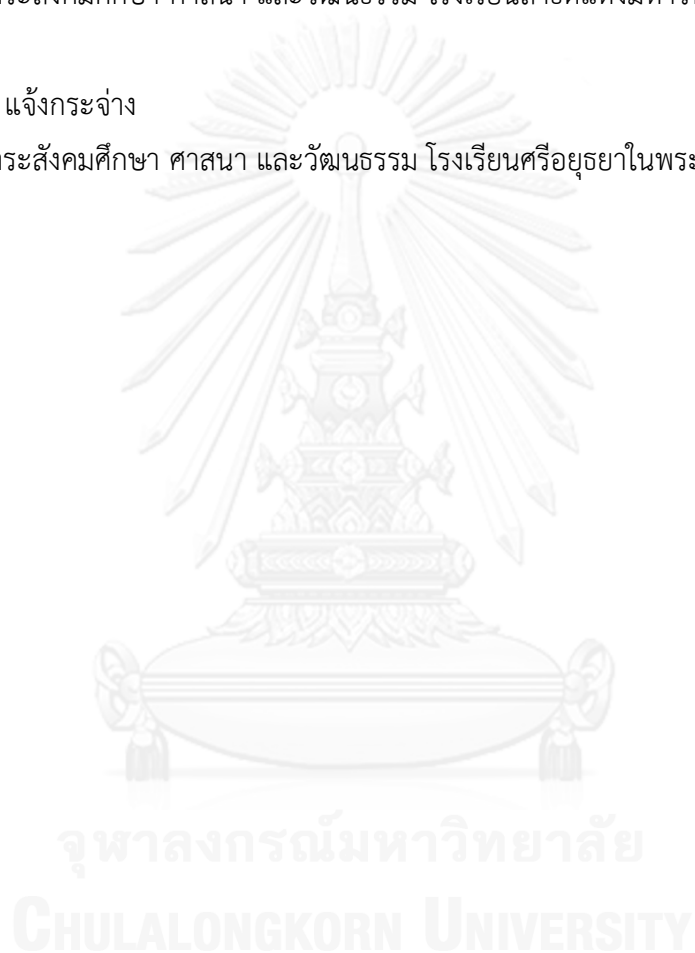 แจ้งกระจ่าง
ระสังคมศึกษา ศาสนา และวัฒนธรรม โรงเรียนศรีอยุธยาในพระ
จุฬาลงกรณ์มหาวิทยาลัย
CHULALONGKORN UNIVERSITY